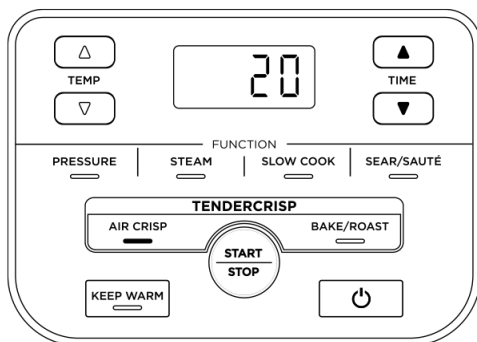 20
TEMP
TIME
FUNCTION
PRESSURE
STEAM
SLOW COOK
SEAR/SAUTÉ
TENDERCRISP
AIR CRISP
BAKE/ROAST
START
STOP
KEEP WARM